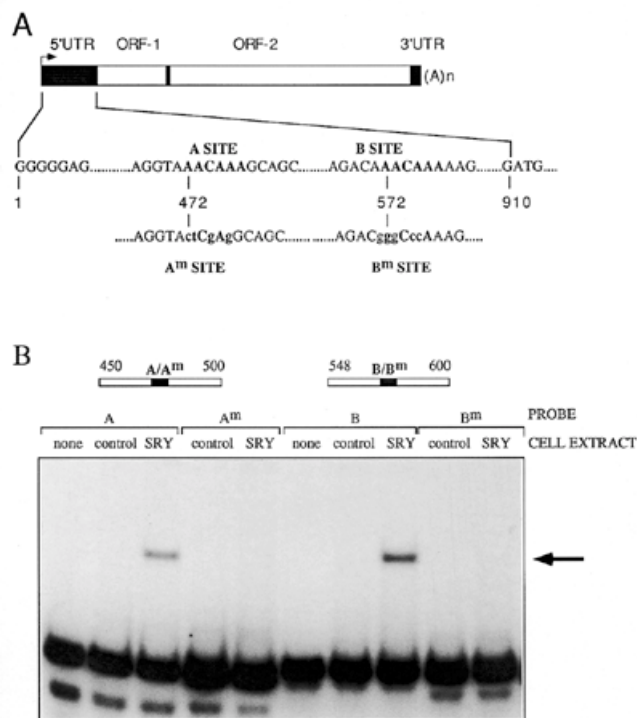 A
5'UTR ORF-1 ORF-2 3'UTR
(A)n
A SITE B SITE
GGGGGAG........AGGTAAACAAAGCAGC.......AGACAAACAAAAAG......GATG....
1 472 572 910
.....AGGTActCgAgGCAGC...... .....AGACgggCccAAAG......
Aᵐ SITE Bᵐ SITE
B
450 A/Aᵐ 500 548 B/Bᵐ 600
A Aᵐ B Bᵐ PROBE
none control SRY control SRY none control SRY control SRY CELL EXTRACT